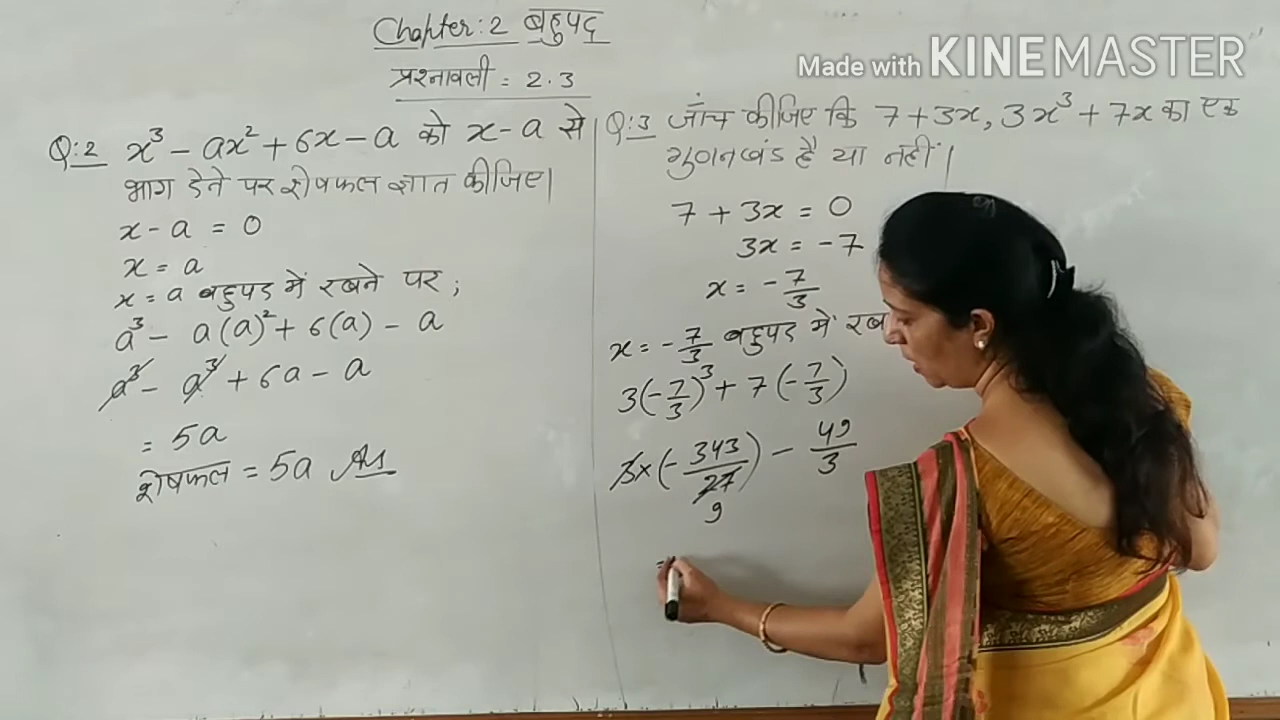 Chapter: 2 बहुपद
प्रश्नावली = 2.3
Made with KINEMASTER
Q:2 x³ - ax² + 6x - a को x - a से
भाग देने पर शेषफल ज्ञात कीजिए।
x - a = 0
x = a
x = a बहुपद में रखने पर ;
a³ - a(a)² + 6(a) - a
a³ - a³ + 6a - a
= 5a
शेषफल = 5a Ans
Q:3 जाँच कीजिए कि 7 + 3x, 3x³ + 7x का एक
गुणनखंड है या नहीं।
7 + 3x = 0
3x = -7
x = -7/3
x = -7/3 बहुपद में
3(-7/3)³ + 7(-7/3)
3×(-343/27) - 49/3
9
=